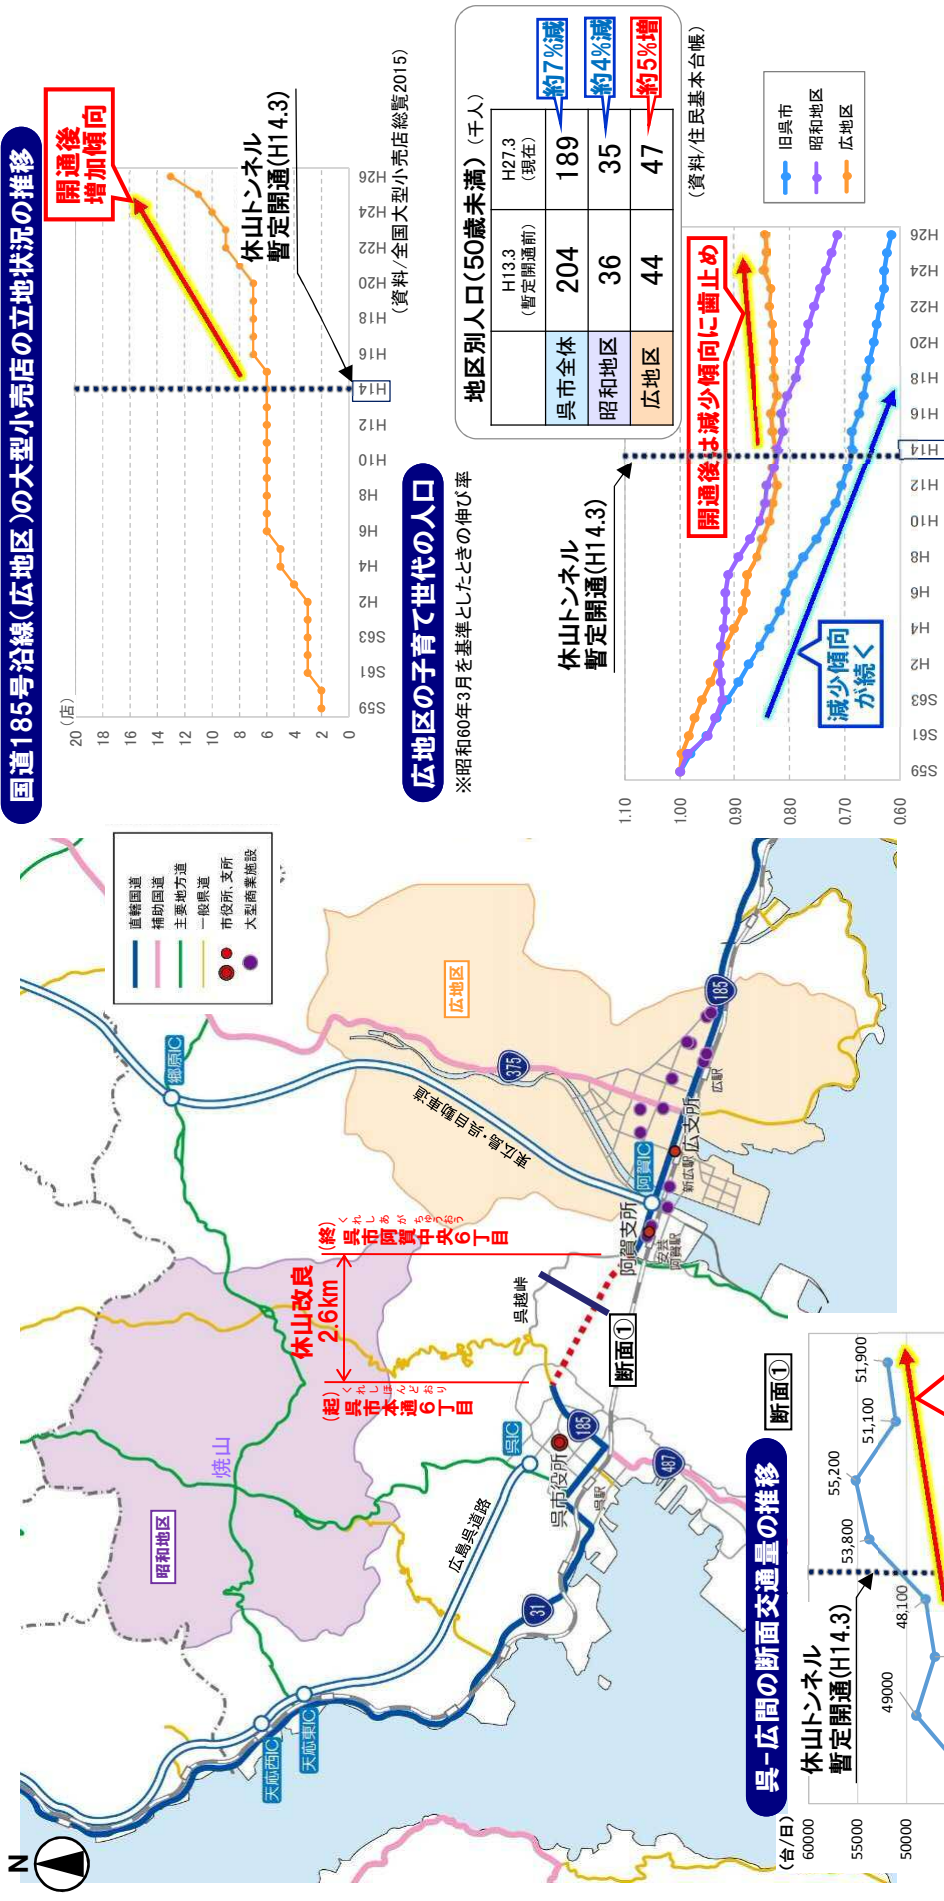 N
直轄国道
補助国道
主要地方道
一般県道
市役所、支所
大型商業施設
昭和地区
焼山
広地区
郷原IC
東広島・呉自動車道
375
阿賀IC
185
広駅
広支所
新広駅
阿賀支所
安芸阿賀駅
休山改良
2.6km
くれしほんどおり
(起)呉市本通6丁目
くれしあがちゅうおう
(終)呉市阿賀中央6丁目
呉越峠
断面①
呉IC
呉市役所
185
呉駅
487
広島呉道路
31
天応西IC
天応東IC
呉-広間の断面交通量の推移
断面①
(台/日)
60000
55000
50000
休山トンネル
暫定開通(H14.3)
49000
48,100
53,800
55,200
51,100
51,900
国道185号沿線(広地区)の大型小売店の立地状況の推移
(店)
20
18
16
14
12
10
8
6
4
2
0
S59
S61
S63
H2
H4
H6
H8
H10
H12
H14
H16
H18
H20
H22
H24
H26
開通後
増加傾向
休山トンネル
暫定開通(H14.3)
(資料/全国大型小売店総覧2015)
広地区の子育て世代の人口
※昭和60年3月を基準としたときの伸び率
地区別人口(50歳未満) (千人)
H13.3
(暫定開通前)
H27.3
(現在)
呉市全体 204 189 約7%減
昭和地区 36 35 約4%減
広地区 44 47 約5%増
(資料/住民基本台帳)
休山トンネル
暫定開通(H14.3)
開通後は減少傾向に歯止め
減少傾向
が続く
旧呉市
昭和地区
広地区
1.10
1.00
0.90
0.80
0.70
0.60
S59
S61
S63
H2
H4
H6
H8
H10
H12
H14
H16
H18
H20
H22
H24
H26